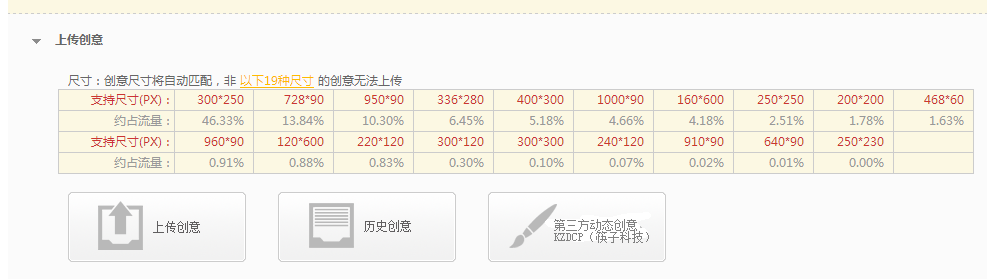 上传创意
尺寸：创意尺寸将自动匹配，非 以下19种尺寸 的创意无法上传
支持尺寸(PX)： 300*250 728*90 950*90 336*280 400*300 1000*90 160*600 250*250 200*200 468*60
约占流量： 46.33% 13.84% 10.30% 6.45% 5.18% 4.66% 4.18% 2.51% 1.78% 1.63%
支持尺寸(PX)： 960*90 120*600 220*120 300*120 300*300 240*120 910*90 640*90 250*230
约占流量： 0.91% 0.88% 0.83% 0.30% 0.10% 0.07% 0.02% 0.01% 0.00%
上传创意 历史创意 第三方动态创意
KZDCP（筷子科技）